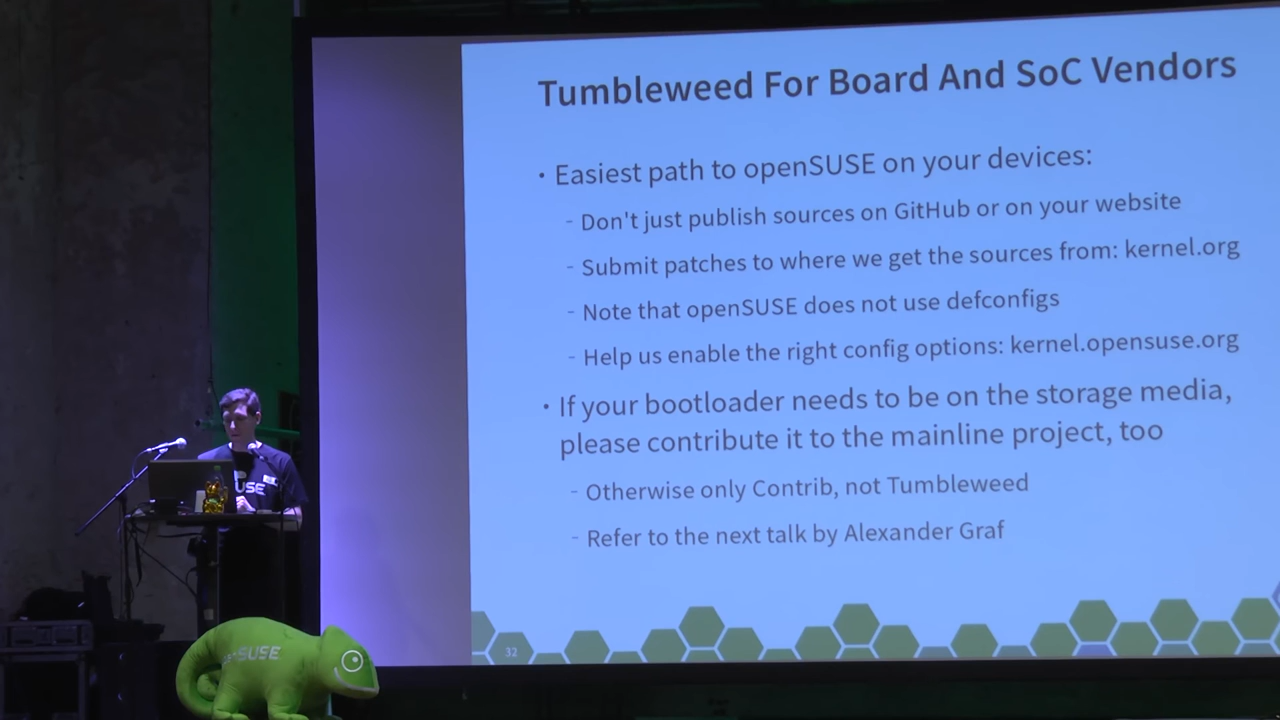 Tumbleweed For Board And SoC Vendors
• Easiest path to openSUSE on your devices:
- Don't just publish sources on GitHub or on your website
- Submit patches to where we get the sources from: kernel.org
- Note that openSUSE does not use defconfigs
- Help us enable the right config options: kernel.opensuse.org
• If your bootloader needs to be on the storage media,
please contribute it to the mainline project, too
- Otherwise only Contrib, not Tumbleweed
- Refer to the next talk by Alexander Graf
32
USE
SUSE